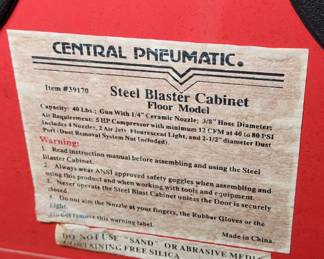 CENTRAL PNEUMATIC.
Item #39170
Steel Blaster Cabinet
Floor Model
Capacity: 40 Lbs.; Gun With 1/4" Ceramic Nozzle; 3/8" Hose Diameter;
Air Requirement: 5 HP Compressor with minimum 12 CFM at 40 to 80 PSI
Includes 4 Nozzles, 2 Air Jets, Flourescent Light, and 2-1/2" diameter Dust
Port (Dust Removal System Not Included)
Warning:
1. Read instruction manual before assembling and using the Steel
Blaster Cabinet.
2. Always wear ANSI approved safety goggles when assembling and
using this product and when working with tools and equipment
3. Never operate the Steel Blast Cabinet unless the Door is securely
closed.
4. Do not aim the Nozzle at your fingers, the Rubber Gloves or the
Light.
Do not remove this warning label.
Made in China.
DO NOT USE "SAND" OR ABRASIVE MEDIA
CONTAINING FREE SILICA